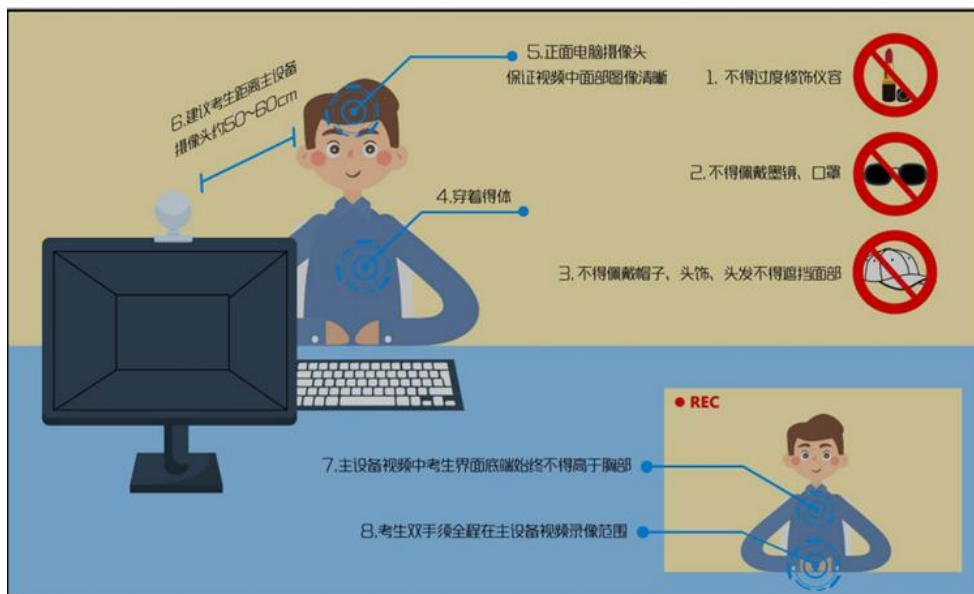 1. 不得过度修饰仪容
2. 不得佩戴墨镜、口罩
3. 不得佩戴帽子、头饰、头发不得遮挡面部
4.穿着得体
5.正面电脑摄像头
保证视频中面部图像清晰
6.建议考生距离主设备
摄像头约50~60cm
7.主设备视频中考生界面底端始终不得高于胸部
8.考生双手须全程在主设备视频录像范围
REC